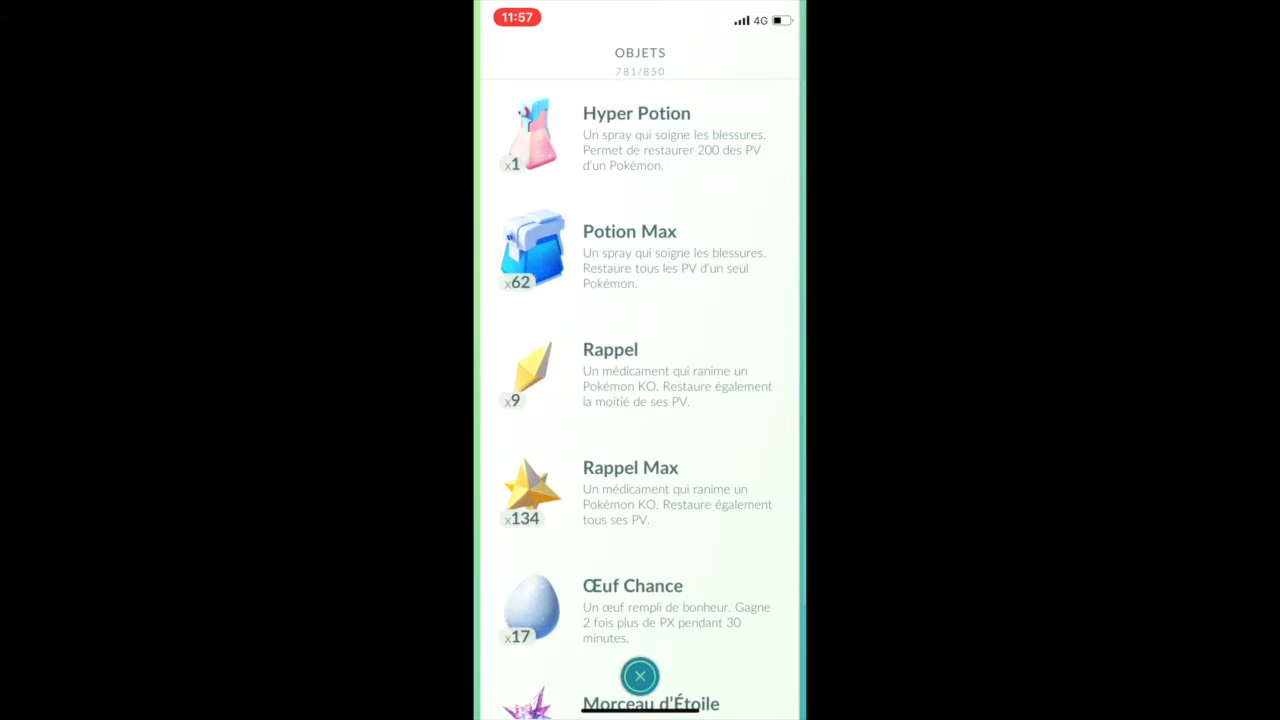 11:57
4G
OBJETS
781/850
Hyper Potion
Un spray qui soigne les blessures.
Permet de restaurer 200 des PV
d'un Pokémon.
x1
Potion Max
Un spray qui soigne les blessures.
Restaure tous les PV d'un seul
Pokémon.
x62
Rappel
Un médicament qui ranime un
Pokémon KO. Restaure également
la moitié de ses PV.
x9
Rappel Max
Un médicament qui ranime un
Pokémon KO. Restaure également
tous ses PV.
x134
Œuf Chance
Un œuf rempli de bonheur. Gagne
2 fois plus de PX pendant 30
minutes.
x17
Morceau d'Étoile